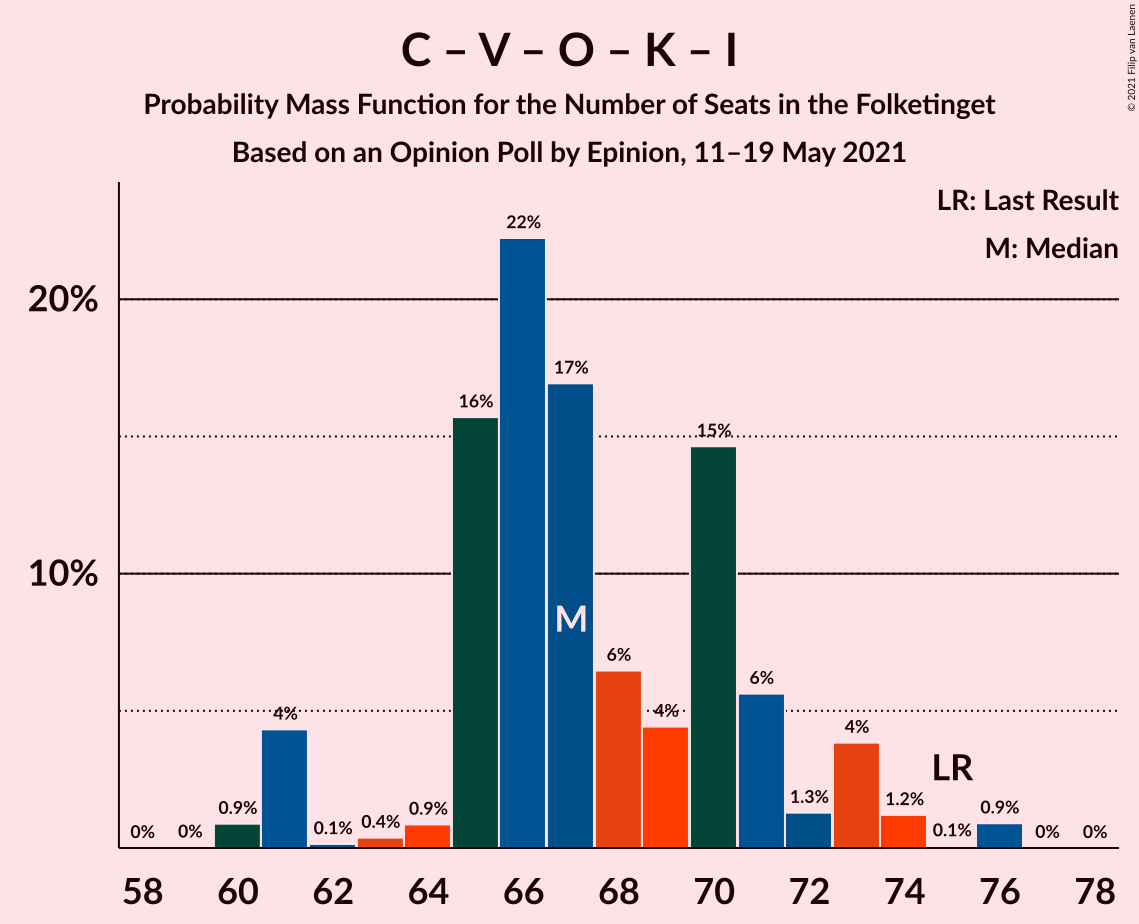 C – V – O – K – I
Probability Mass Function for the Number of Seats in the Folketinget
Based on an Opinion Poll by Epinion, 11–19 May 2021
© 2021 Filip van Laenen
LR: Last Result
M: Median
20%
10%
0%
0%
0.9%
4%
0.1%
0.4%
0.9%
16%
22%
17%
6%
4%
15%
6%
1.3%
4%
1.2%
0.1%
0.9%
0%
0%
M
LR
58 60 62 64 66 68 70 72 74 76 78